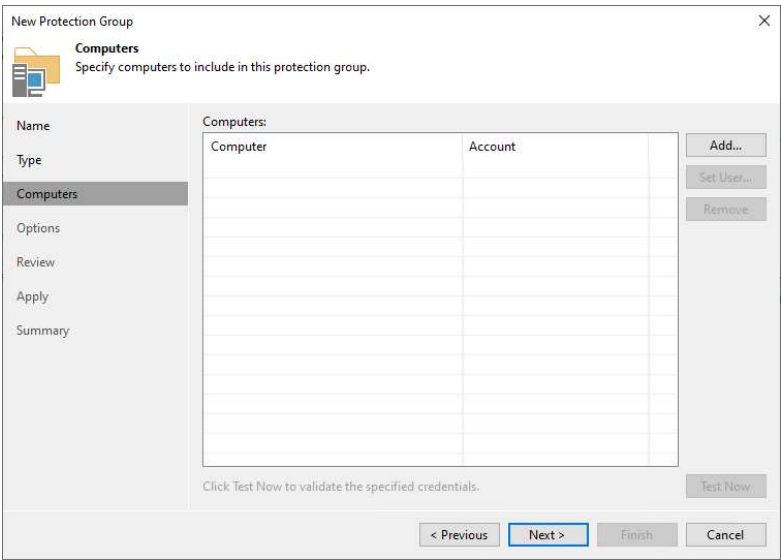 New Protection Group
Computers
Specify computers to include in this protection group.
Name
Type
Computers
Options
Review
Apply
Summary
Computers:
Computer Account
Add...
Set User...
Remove
Click Test Now to validate the specified credentials.
Test Now
< Previous Next > Finish Cancel